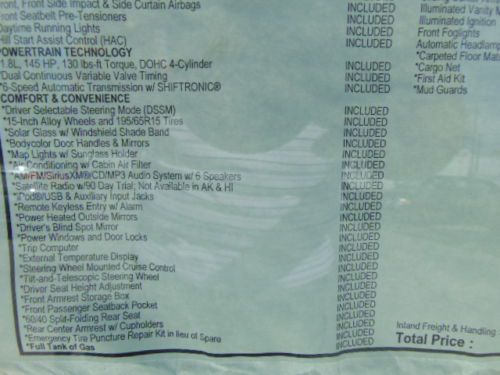 Front, Front Side Impact & Side Curtain Airbags INCLUDED
Front Seatbelt Pre-Tensioners INCLUDED
Daytime Running Lights INCLUDED
Hill Start Assist Control (HAC) INCLUDED
POWERTRAIN TECHNOLOGY
1.8L, 145 HP, 130 lbs-ft Torque, DOHC 4-Cylinder INCLUDED
Dual Continuous Variable Valve Timing INCLUDED
*6-Speed Automatic Transmission w/ SHIFTRONIC® INCLUDED
COMFORT & CONVENIENCE
*Driver Selectable Steering Mode (DSSM) INCLUDED
*15-Inch Alloy Wheels and 195/65R15 Tires INCLUDED
*Solar Glass w/ Windshield Shade Band INCLUDED
*Bodycolor Door Handles & Mirrors INCLUDED
*Map Lights w/ Sunglass Holder INCLUDED
*Air Conditioning w/ Cabin Air Filter INCLUDED
*AM/FM/SiriusXM®/CD/MP3 Audio System w/ 6 Speakers INCLUDED
*Satellite Radio w/90 Day Trial; Not Available in AK & HI INCLUDED
*iPod®/USB & Auxiliary Input Jacks INCLUDED
*Remote Keyless Entry w/ Alarm INCLUDED
*Power Heated Outside Mirrors INCLUDED
*Driver's Blind Spot Mirror INCLUDED
*Power Windows and Door Locks INCLUDED
*Trip Computer INCLUDED
*External Temperature Display INCLUDED
*Steering Wheel Mounted Cruise Control INCLUDED
*Tilt-and-Telescopic Steering Wheel INCLUDED
*Driver Seat Height Adjustment INCLUDED
*Front Armrest Storage Box INCLUDED
*Front Passenger Seatback Pocket INCLUDED
*60/40 Split-Folding Rear Seat INCLUDED
*Rear Center Armrest w/ Cupholders INCLUDED
*Emergency Tire Puncture Repair Kit in lieu of Spare INCLUDED
*Full Tank of Gas INCLUDED
Illuminated Vanity
Illuminated Ignition
Front Foglights
Automatic Headlamp
*Carpeted Floor Mats
*Cargo Net
*First Aid Kit
*Mud Guards
Inland Freight & Handling
Total Price :